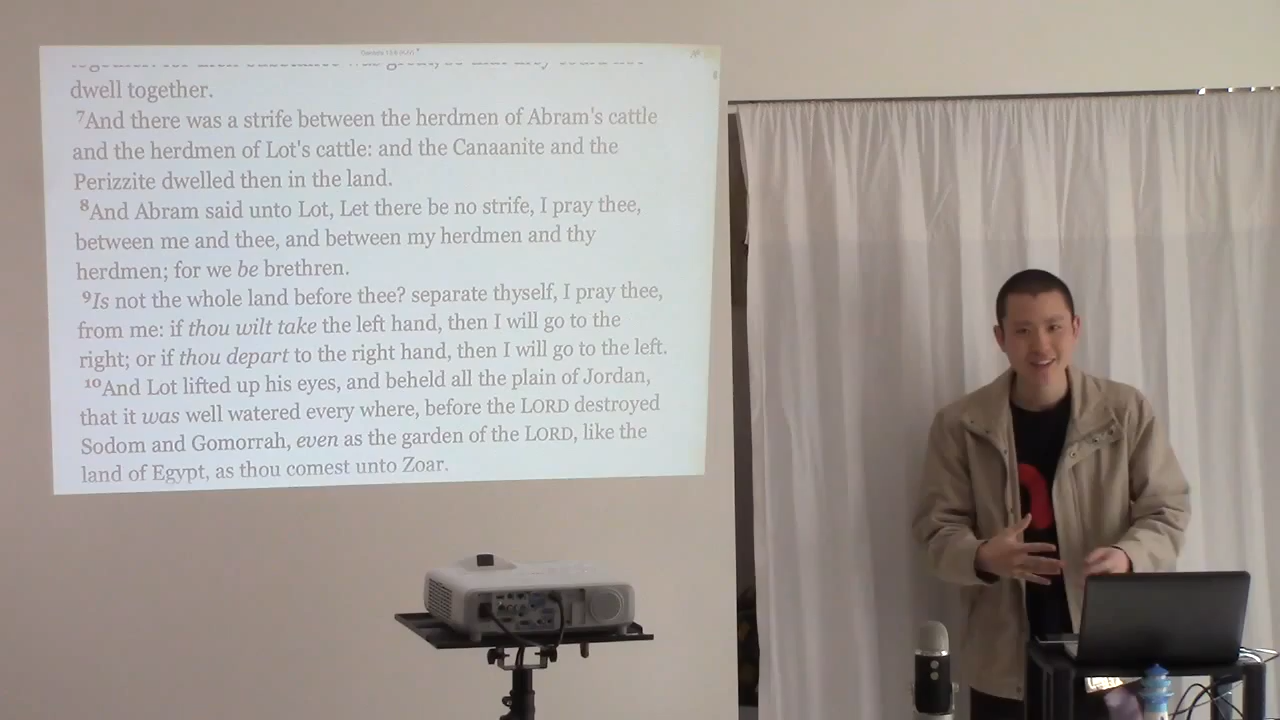 dwell together.
7And there was a strife between the herdmen of Abram's cattle
and the herdmen of Lot's cattle: and the Canaanite and the
Perizzite dwelled then in the land.
8And Abram said unto Lot, Let there be no strife, I pray thee,
between me and thee, and between my herdmen and thy
herdmen; for we be brethren.
9Is not the whole land before thee? separate thyself, I pray thee,
from me: if thou wilt take the left hand, then I will go to the
right; or if thou depart to the right hand, then I will go to the left.
10And Lot lifted up his eyes, and beheld all the plain of Jordan,
that it was well watered every where, before the LORD destroyed
Sodom and Gomorrah, even as the garden of the LORD, like the
land of Egypt, as thou comest unto Zoar.